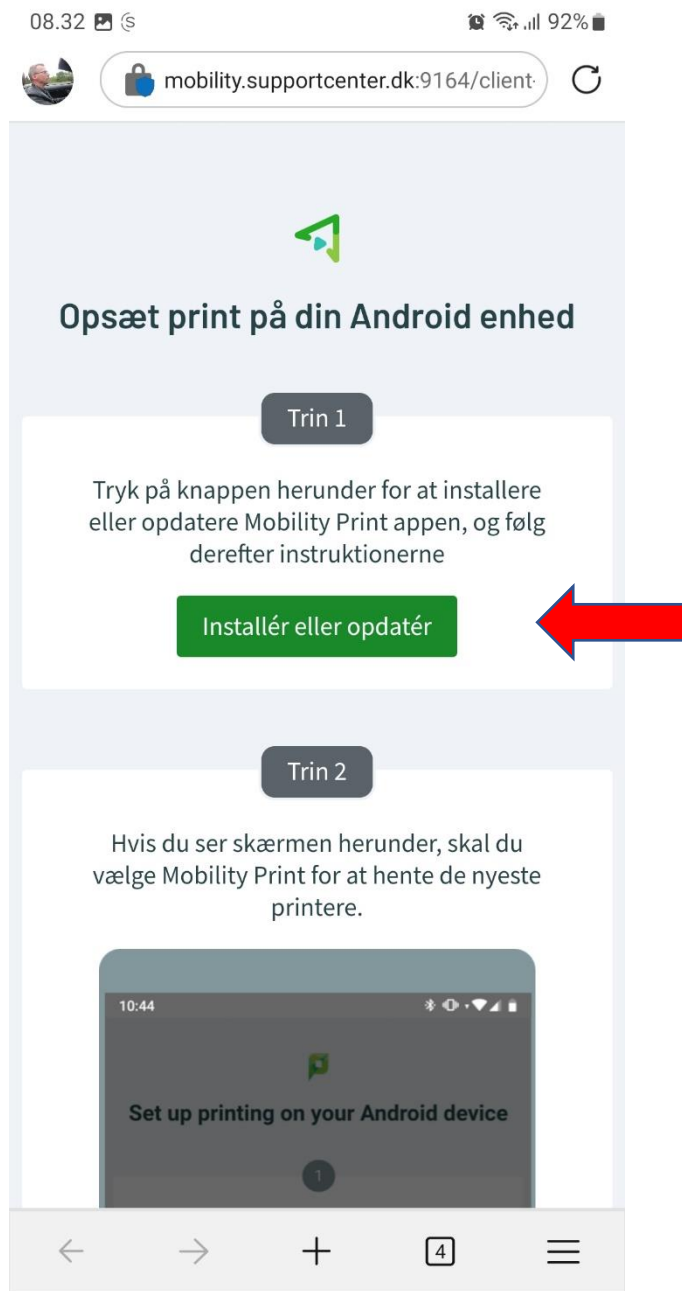 08.32 92%
mobility.supportcenter.dk:9164/client-
Opsæt print på din Android enhed
Trin 1
Tryk på knappen herunder for at installere
eller opdatere Mobility Print appen, og følg
derefter instruktionerne
Installér eller opdatér
Trin 2
Hvis du ser skærmen herunder, skal du
vælge Mobility Print for at hente de nyeste
printere.
10:44
Set up printing on your Android device
1
4